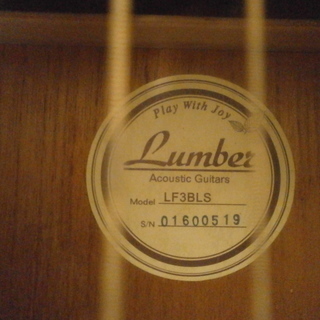 Play With Joy
Lumber
Acoustic Guitars
Model LF3BLS
S/N 01600519